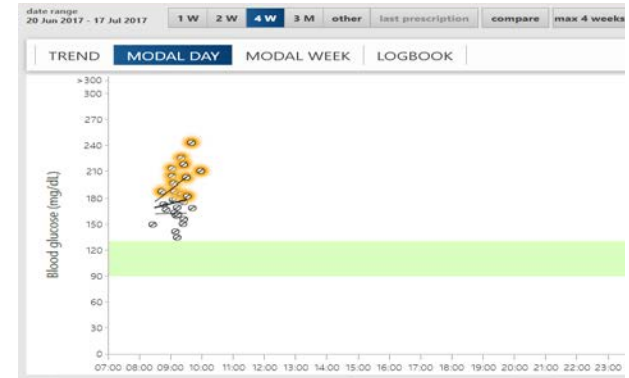 date range
20 Jun 2017 - 17 Jul 2017
1 W 2 W 4 W 3 M other last prescription compare max 4 weeks
TREND MODAL DAY MODAL WEEK LOGBOOK
Blood glucose (mg/dL)
>300
300
270
240
210
180
150
120
90
60
30
0
07:00 08:00 09:00 10:00 11:00 12:00 13:00 14:00 15:00 16:00 17:00 18:00 19:00 20:00 21:00 22:00 23:00